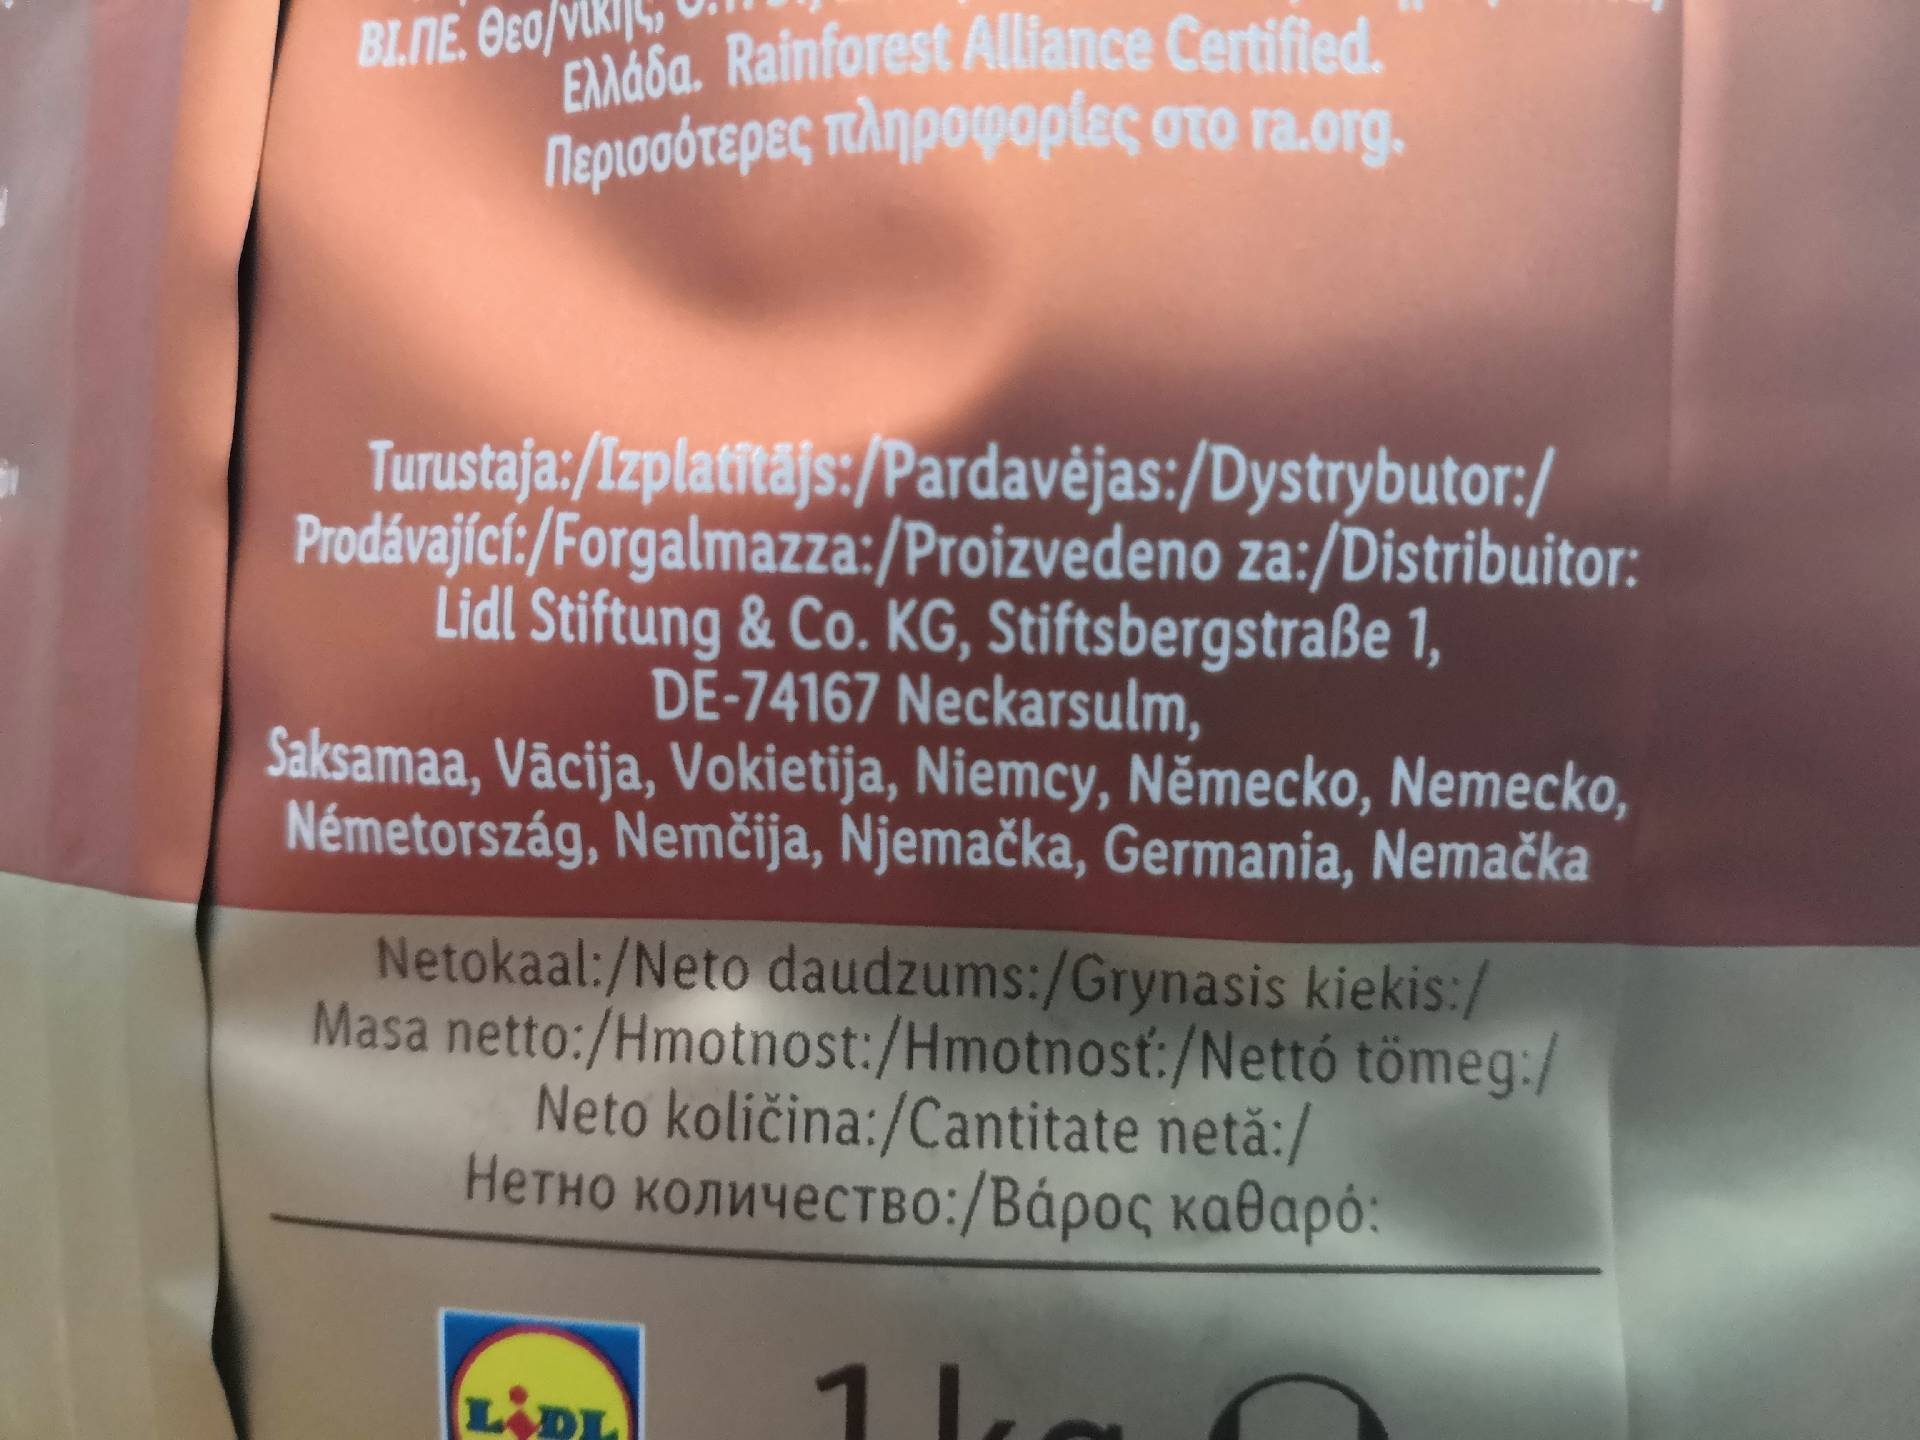 ΒΙ.ΠΕ. Θεσ/νίκης,
Ελλάδα. Rainforest Alliance Certified.
Περισσότερες πληροφορίες στο ra.org.
Turustaja:/Izplatītājs:/Pardavėjas:/Dystrybutor:/
Prodávající:/Forgalmazza:/Proizvedeno za:/Distribuitor:
Lidl Stiftung & Co. KG, Stiftsbergstraße 1,
DE-74167 Neckarsulm,
Saksamaa, Vācija, Vokietija, Niemcy, Německo, Nemecko,
Németország, Nemčija, Njemačka, Germania, Nemačka
Netokaal:/Neto daudzums:/Grynasis kiekis:/
Masa netto:/Hmotnost:/Hmotnosť:/Nettó tömeg:/
Neto količina:/Cantitate netă:/
Нетно количество:/Βάρος καθαρό:
LIDL
1 kg